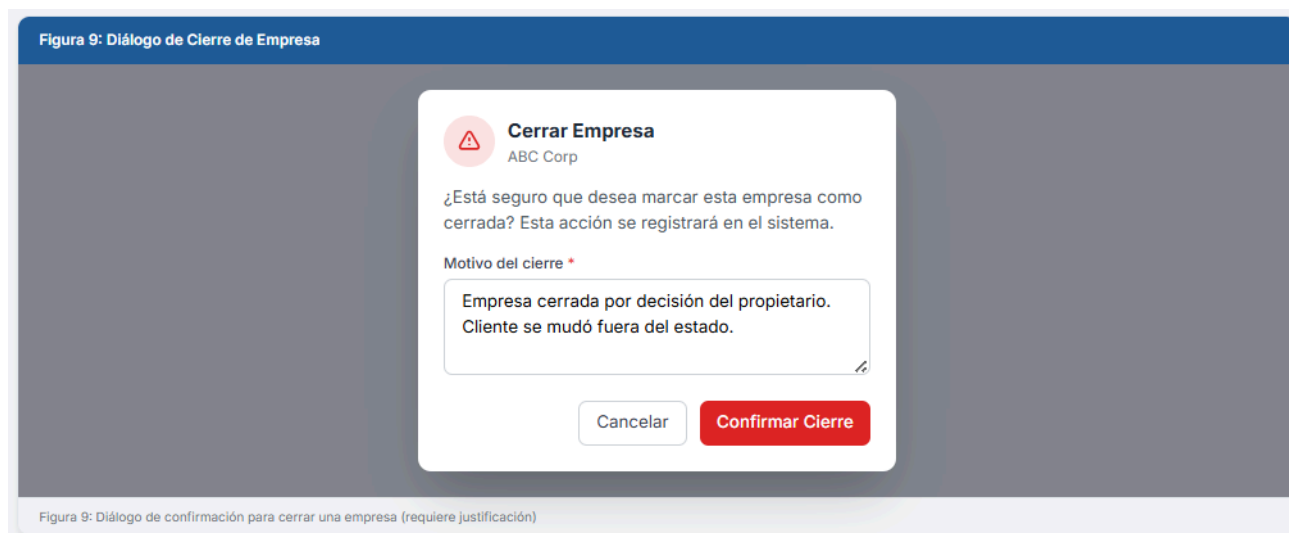 Figura 9: Diálogo de Cierre de Empresa
Cerrar Empresa
ABC Corp
¿Está seguro que desea marcar esta empresa como
cerrada? Esta acción se registrará en el sistema.
Motivo del cierre *
Empresa cerrada por decisión del propietario.
Cliente se mudó fuera del estado.
Cancelar
Confirmar Cierre
Figura 9: Diálogo de confirmación para cerrar una empresa (requiere justificación)